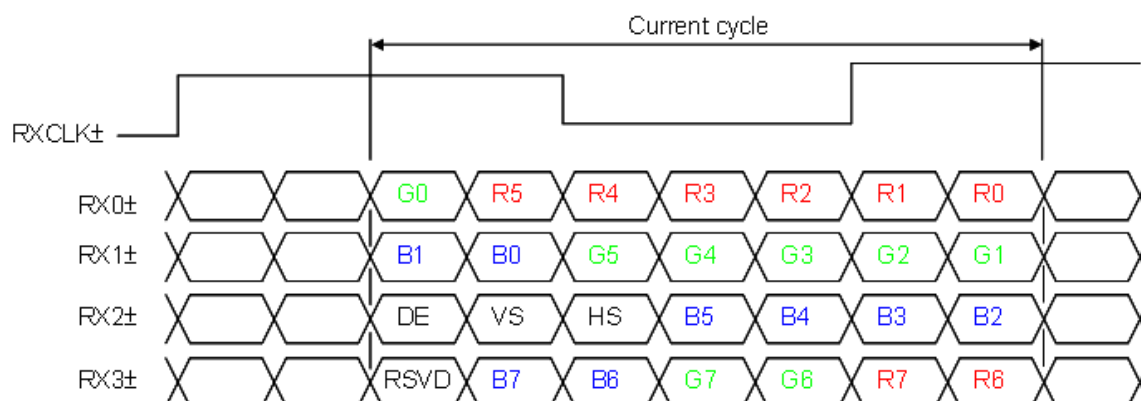 Current cycle
RXCLK±
RX0± G0 R5 R4 R3 R2 R1 R0
RX1± B1 B0 G5 G4 G3 G2 G1
RX2± DE VS HS B5 B4 B3 B2
RX3± RSVD B7 B6 G7 G6 R7 R6